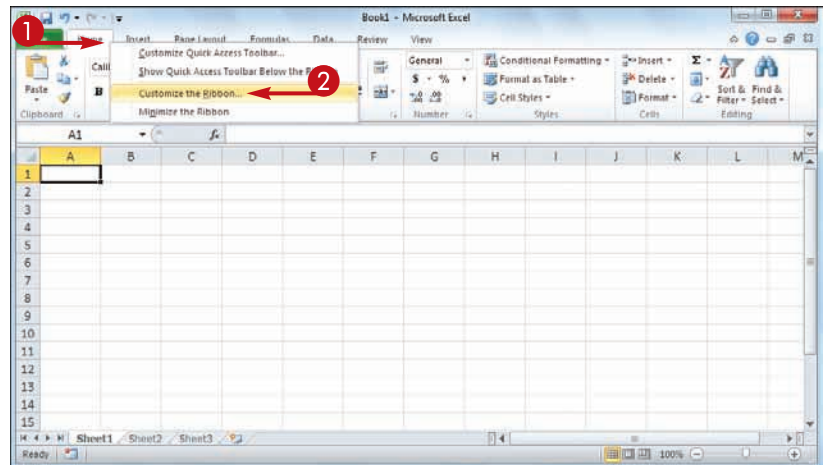 Book1 - Microsoft Excel
1
Home Insert Page Layout Formulas Data Review View
Customize Quick Access Toolbar...
Show Quick Access Toolbar Below the
Customize the Ribbon...
2
Minimize the Ribbon
Paste
Clipboard
B
General
$ - % ,
Number
Conditional Formatting
Format as Table
Cell Styles
Styles
Insert
Delete
Format
Cells
Σ
Sort & Filter
Find & Select
Editing
A1
fx
A B C D E F G H I J K L M
1
2
3
4
5
6
7
8
9
10
11
12
13
14
15
Sheet1 Sheet2 Sheet3
Ready
100%